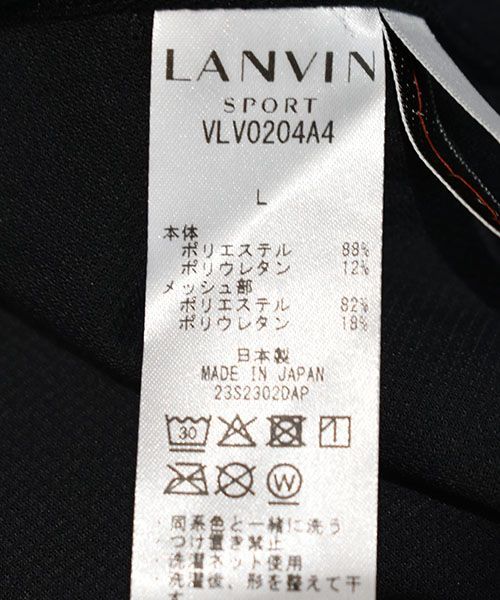 LANVIN
SPORT
VLV0204A4
L
本体
ポリエステル 88%
ポリウレタン 12%
メッシュ部
ポリエステル 82%
ポリウレタン 18%
日本製
MADE IN JAPAN
23S2302DAP
30
W
・同系色と一緒に洗う
・つけ置き禁止
・洗濯ネット使用
・洗濯後、形を整えて干
す